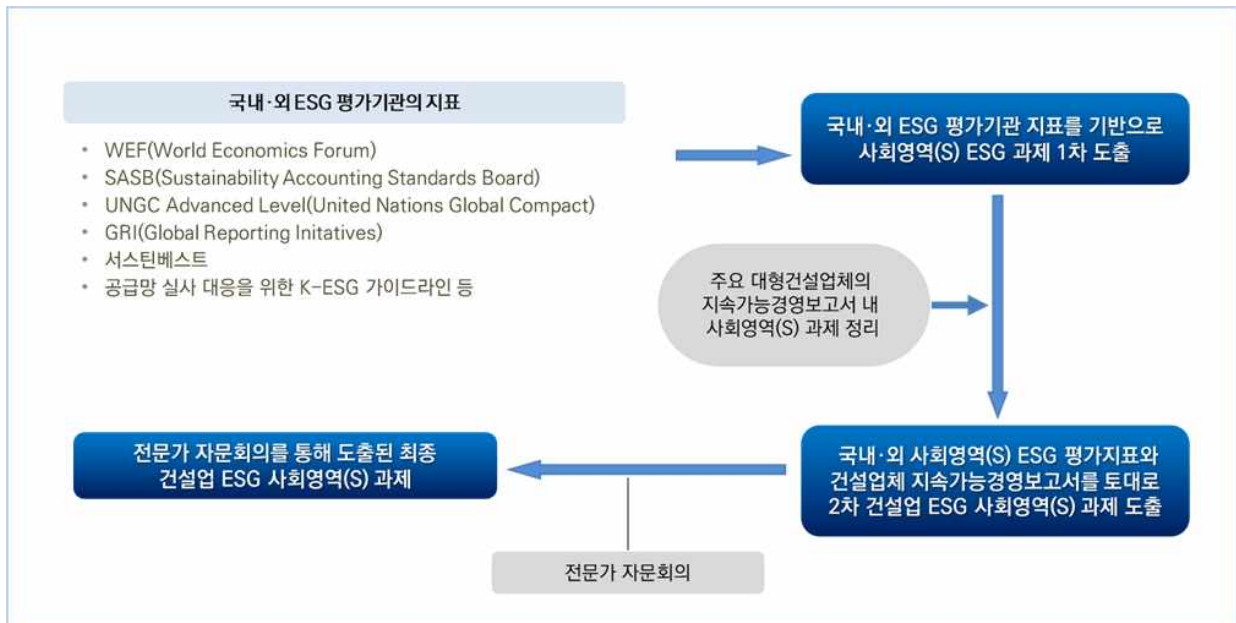 국내·외 ESG 평가기관의 지표
• WEF(World Economics Forum)
• SASB(Sustainability Accounting Standards Board)
• UNGC Advanced Level(United Nations Global Compact)
• GRI(Global Reporting Initatives)
• 서스틴베스트
• 공급망 실사 대응을 위한 K-ESG 가이드라인 등
국내·외 ESG 평가기관 지표를 기반으로
사회영역(S) ESG 과제 1차 도출
주요 대형건설업체의
지속가능경영보고서 내
사회영역(S) 과제 정리
국내·외 사회영역(S) ESG 평가지표와
건설업체 지속가능경영보고서를 토대로
2차 건설업 ESG 사회영역(S) 과제 도출
전문가 자문회의
전문가 자문회의를 통해 도출된 최종
건설업 ESG 사회영역(S) 과제